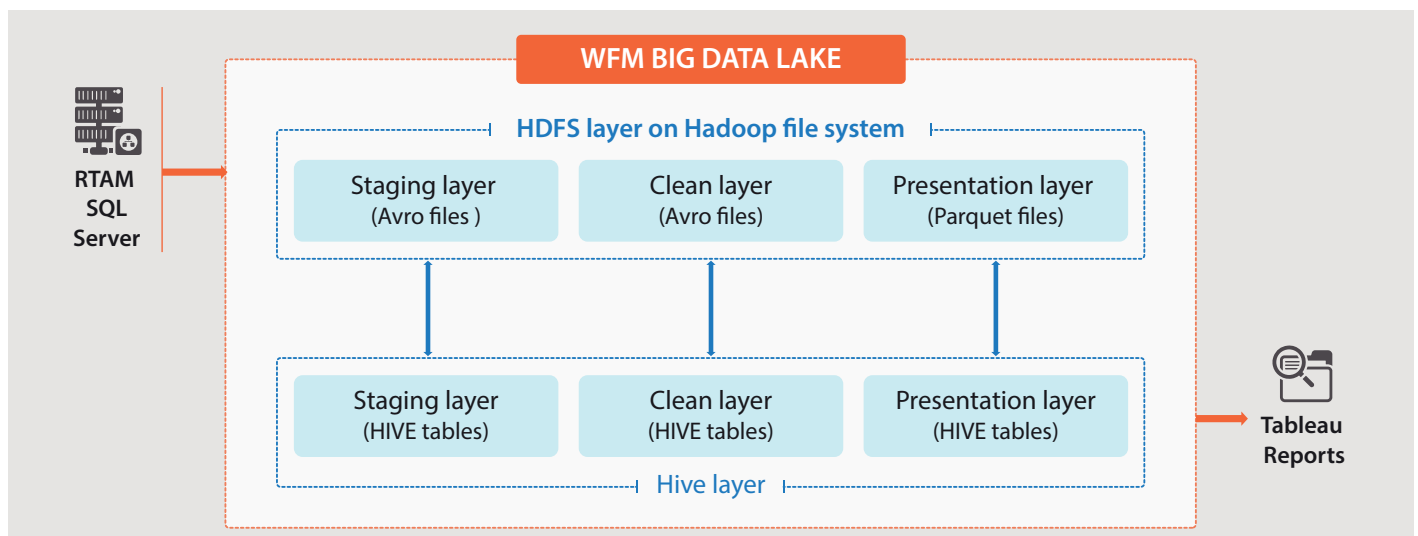 WFM BIG DATA LAKE
HDFS layer on Hadoop file system
RTAM
SQL
Server
Staging layer
(Avro files )
Clean layer
(Avro files)
Presentation layer
(Parquet files)
Staging layer
(HIVE tables)
Clean layer
(HIVE tables)
Presentation layer
(HIVE tables)
Hive layer
Tableau
Reports